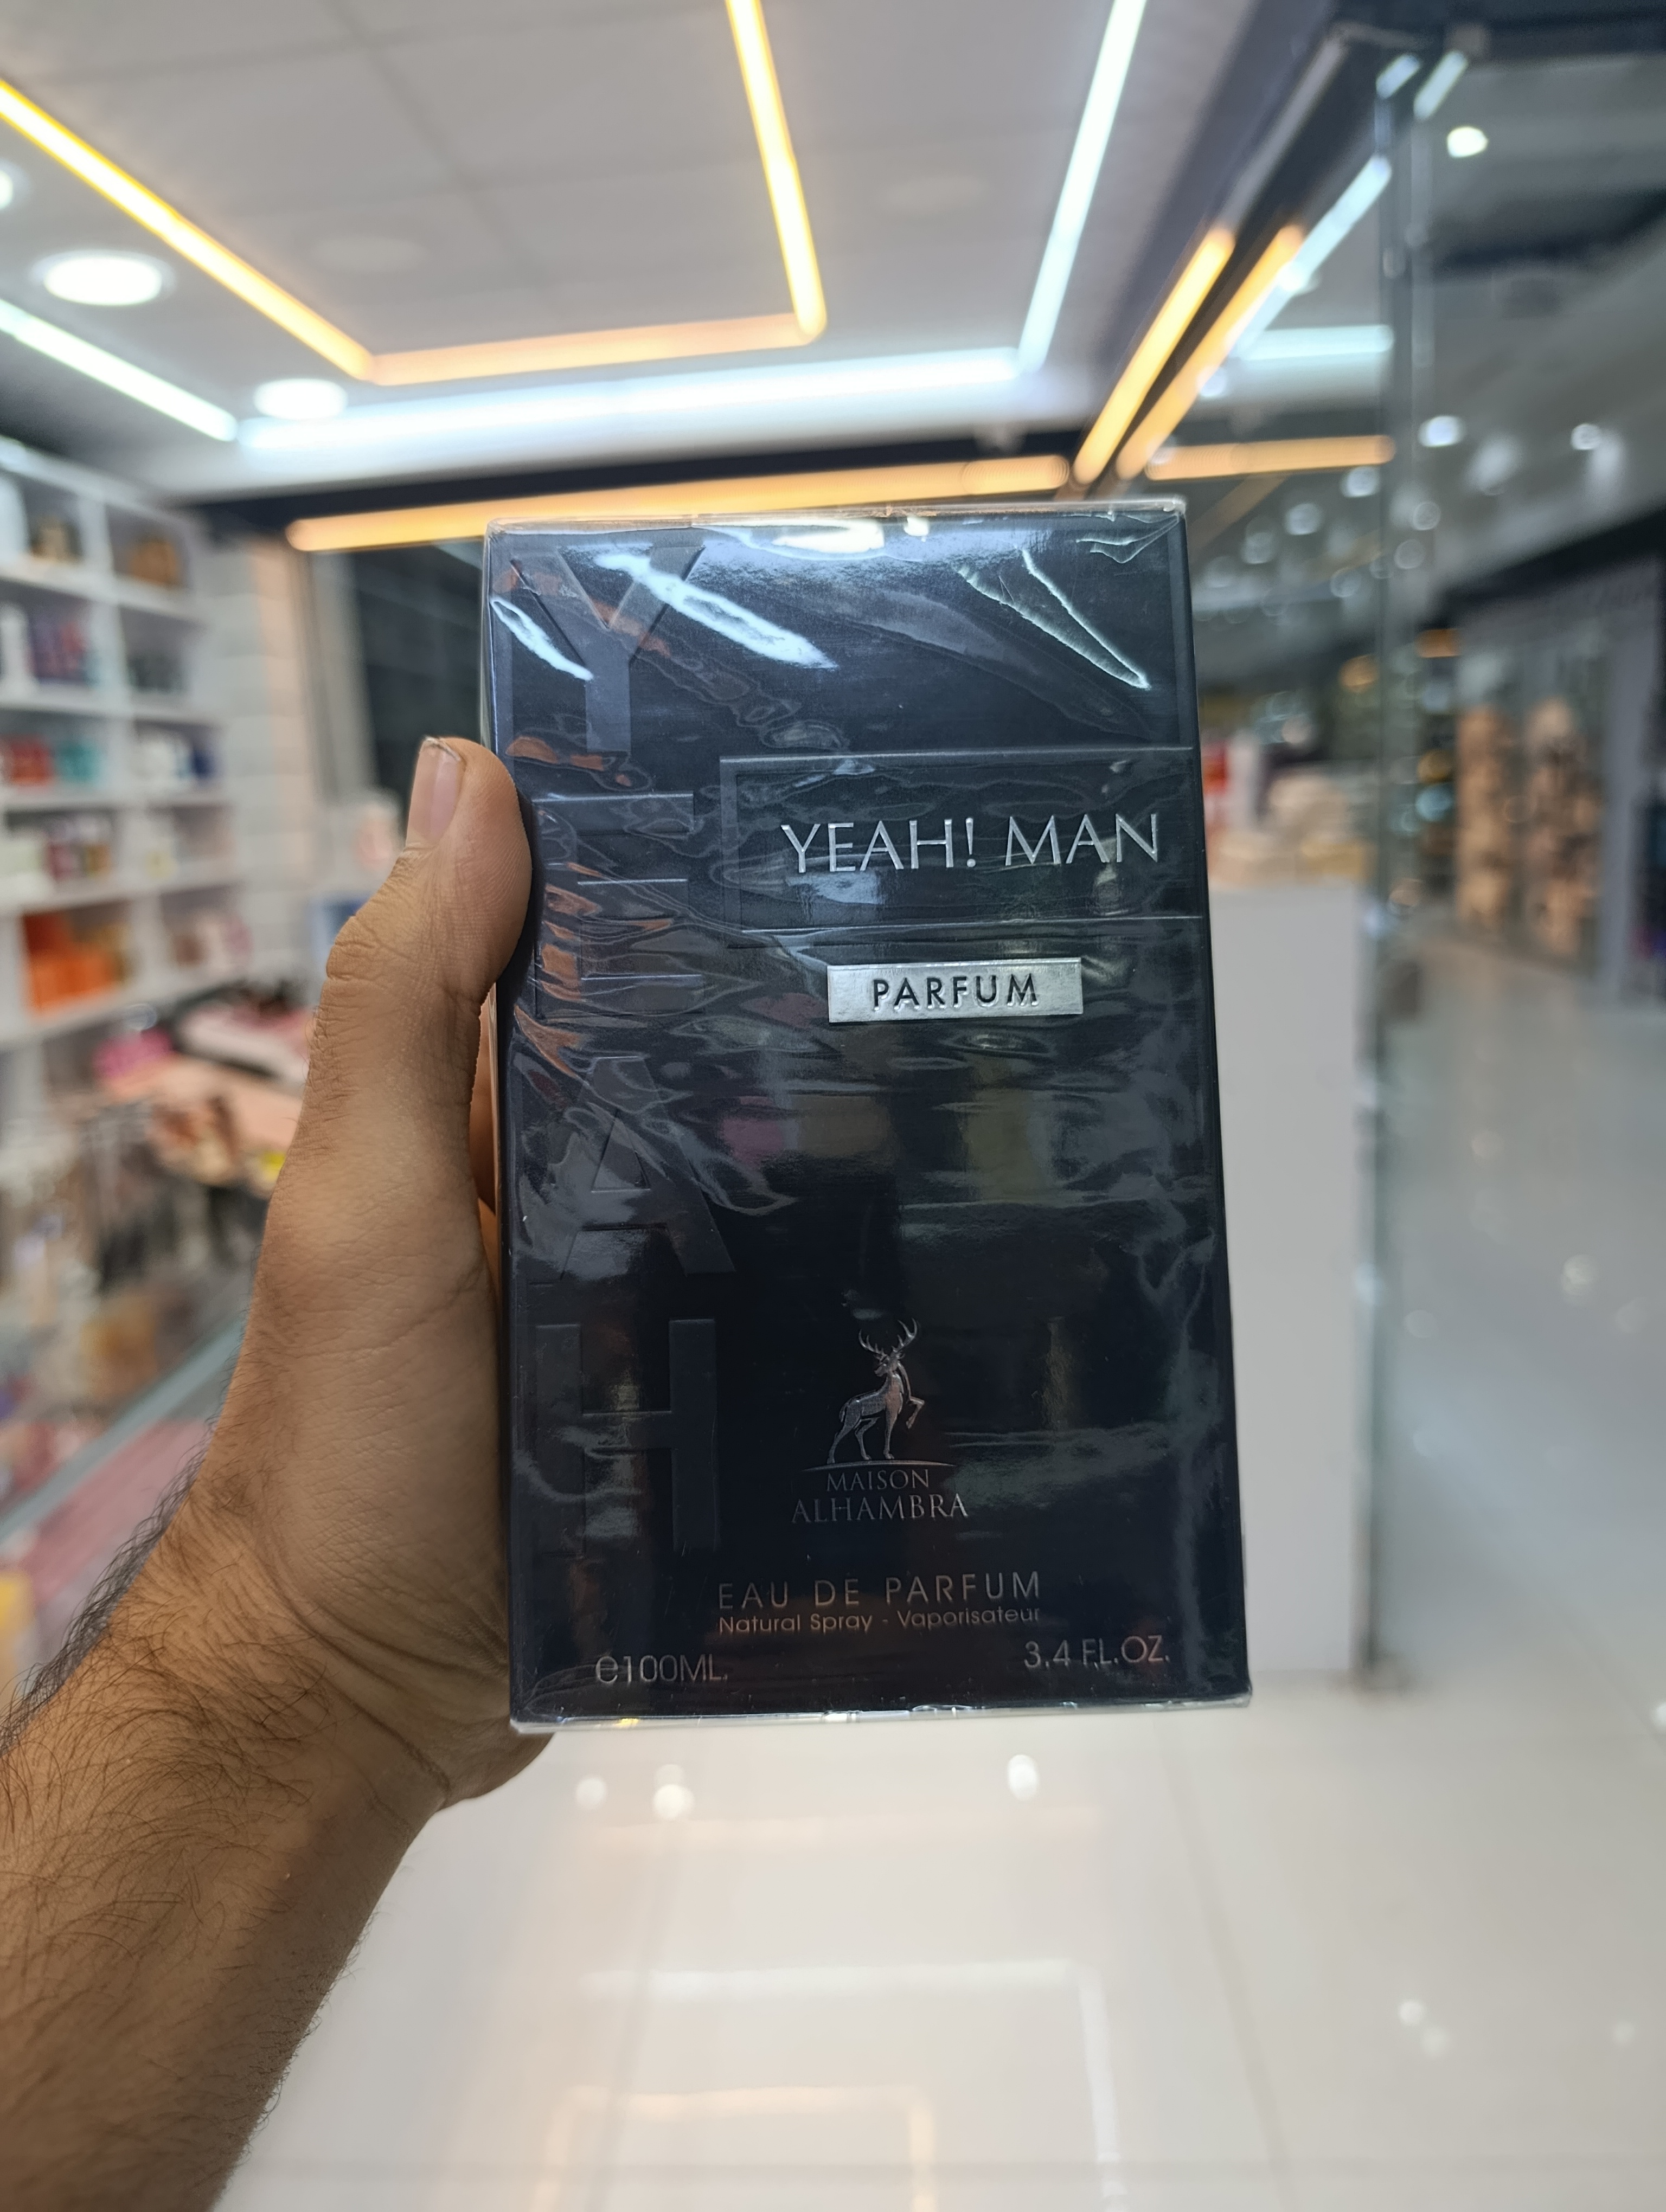 YEAH
YEAH! MAN
PARFUM
MAISON
ALHAMBRA
EAU DE PARFUM
Natural Spray - Vaporisateur
℮100ML. 3.4 FL.OZ.